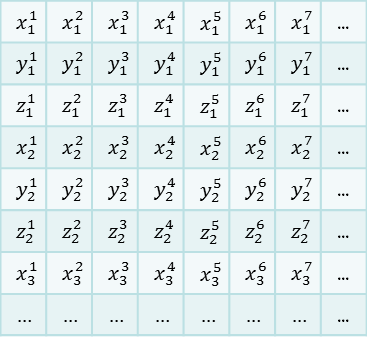 x₁¹ x₁² x₁³ x₁⁴ x₁⁵ x₁⁶ x₁⁷ ...
y₁¹ y₁² y₁³ y₁⁴ y₁⁵ y₁⁶ y₁⁷ ...
z₁¹ z₁² z₁³ z₁⁴ z₁⁵ z₁⁶ z₁⁷ ...
x₂¹ x₂² x₂³ x₂⁴ x₂⁵ x₂⁶ x₂⁷ ...
y₂¹ y₂² y₂³ y₂⁴ y₂⁵ y₂⁶ y₂⁷ ...
z₂¹ z₂² z₂³ z₂⁴ z₂⁵ z₂⁶ z₂⁷ ...
x₃¹ x₃² x₃³ x₃⁴ x₃⁵ x₃⁶ x₃⁷ ...
... ... ... ... ... ... ... ...